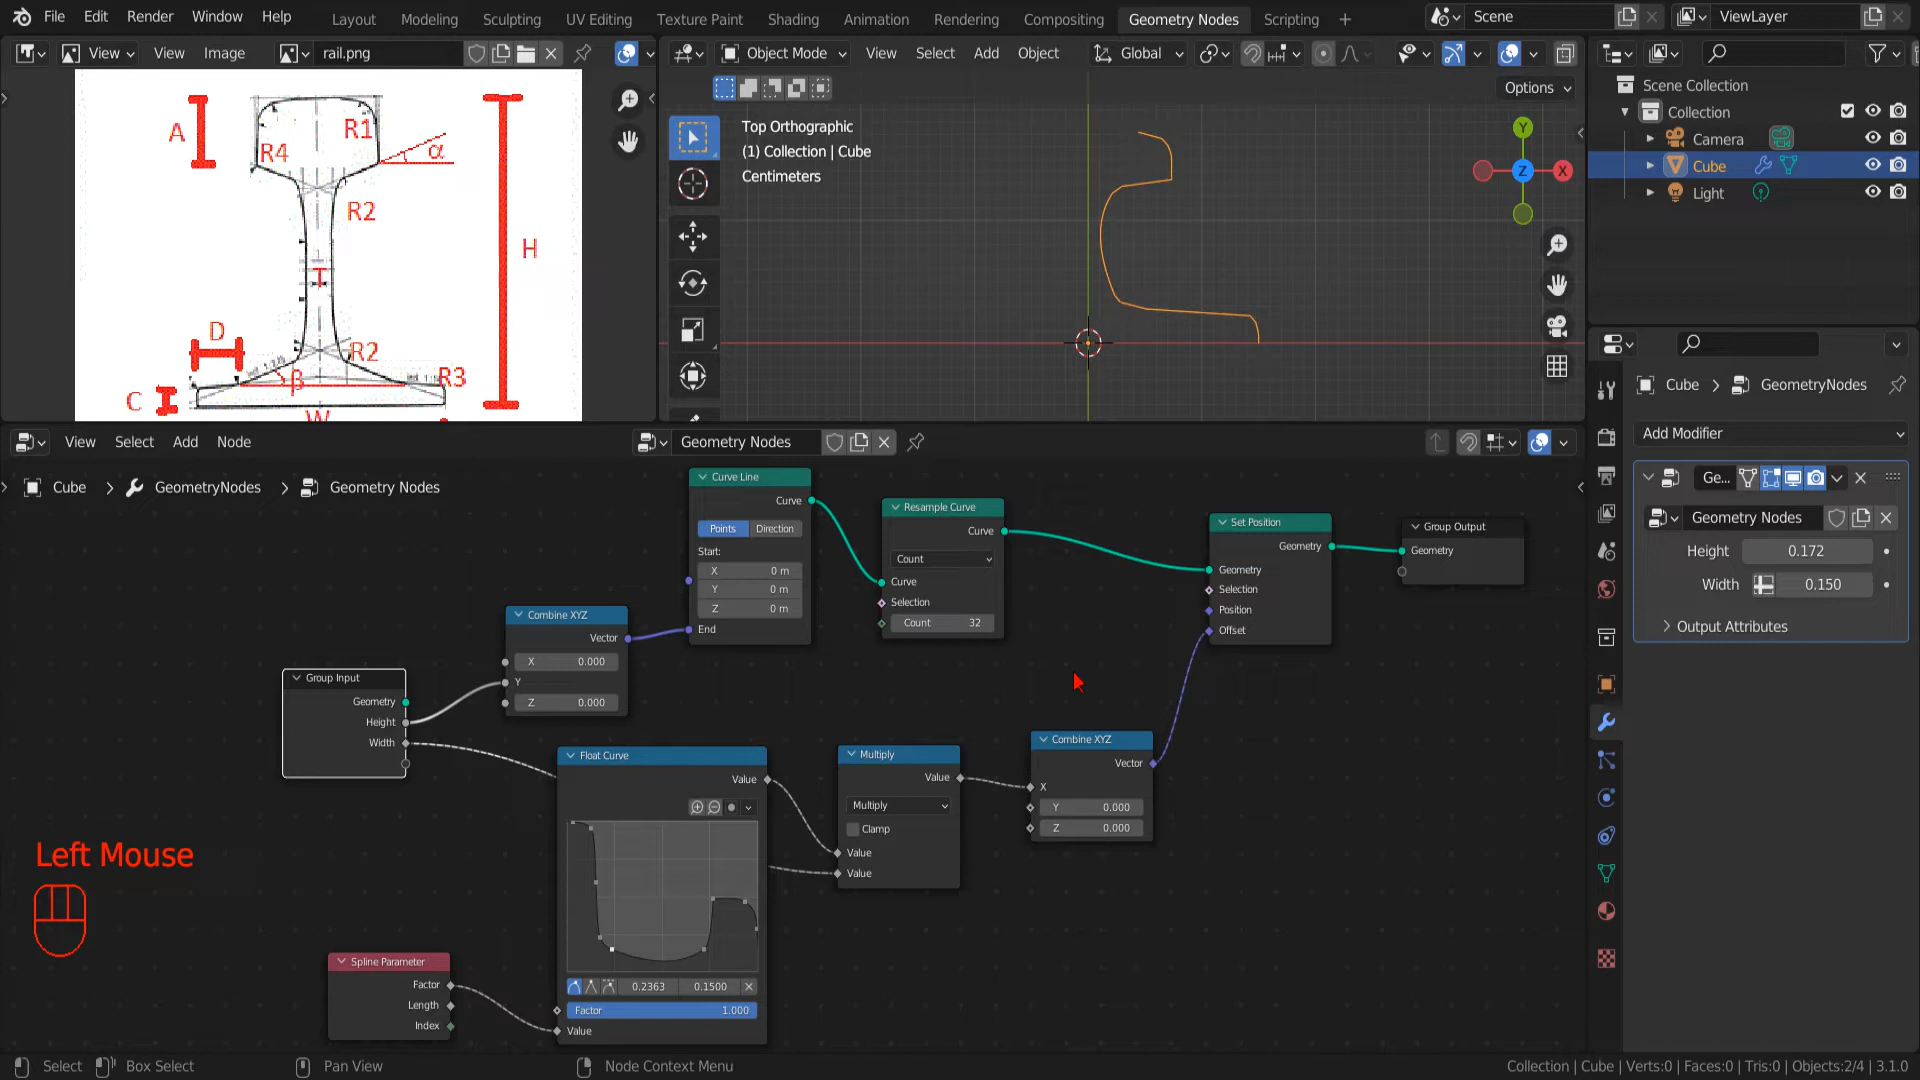 File Edit Render Window Help
Layout Modeling Sculpting UV Editing Texture Paint Shading Animation Rendering Compositing Geometry Nodes Scripting +
Scene
ViewLayer
View View Image rail.png
Object Mode View Select Add Object Global
Options
A
R1
R4
α
R2
H
T
D
R2
β
R3
C
W
Top Orthographic
(1) Collection | Cube
Centimeters
Y
Z
X
Scene Collection
Collection
Camera
Cube
Light
Cube > GeometryNodes
Add Modifier
Ge...
Geometry Nodes
Height 0.172
Width 0.150
Output Attributes
View Select Add Node
Geometry Nodes
Cube > GeometryNodes > Geometry Nodes
Curve Line
Curve
Points Direction
Start:
X 0 m
Y 0 m
Z 0 m
End
Resample Curve
Curve
Count
Curve
Selection
Count 32
Set Position
Geometry
Geometry
Selection
Position
Offset
Group Output
Geometry
Combine XYZ
Vector
X 0.000
Y
Z 0.000
Group Input
Geometry
Height
Width
Float Curve
Value
0.2363 0.1500
Factor 1.000
Value
Multiply
Value
Multiply
Clamp
Value
Value
Combine XYZ
Vector
X
Y 0.000
Z 0.000
Spline Parameter
Factor
Length
Index
Left Mouse
Select Box Select Pan View Node Context Menu
Collection | Cube | Verts:0 | Faces:0 | Tris:0 | Objects:2/4 | 3.1.0